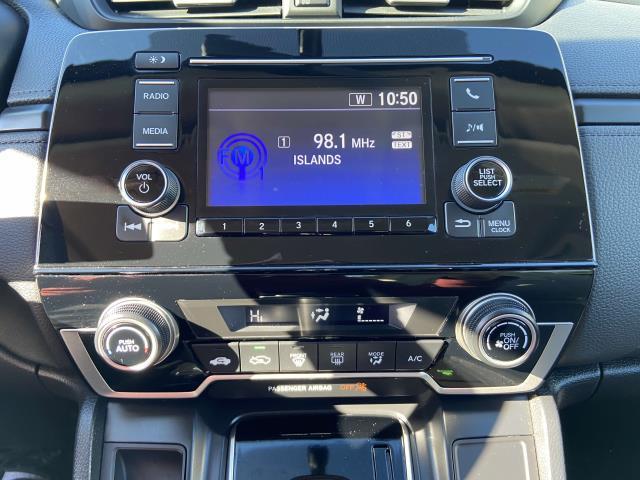 W 10:50
RADIO
MEDIA
FM1
1 98.1 MHz
ST
TEXT
ISLANDS
VOL
LIST
PUSH
SELECT
MENU
CLOCK
1 2 3 4 5 6
H
PUSH
AUTO
FRONT
REAR
MODE
A/C
PUSH
ON/
OFF
PASSENGER AIRBAG OFF